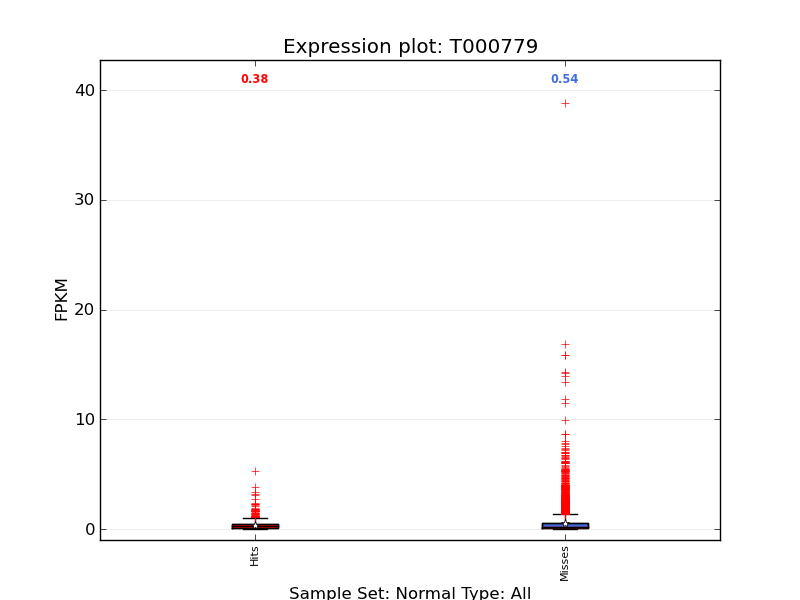 Expression plot: T000779
0.38
0.54
40
30
20
10
0
FPKM
Hits
Misses
Sample Set: Normal Type: All